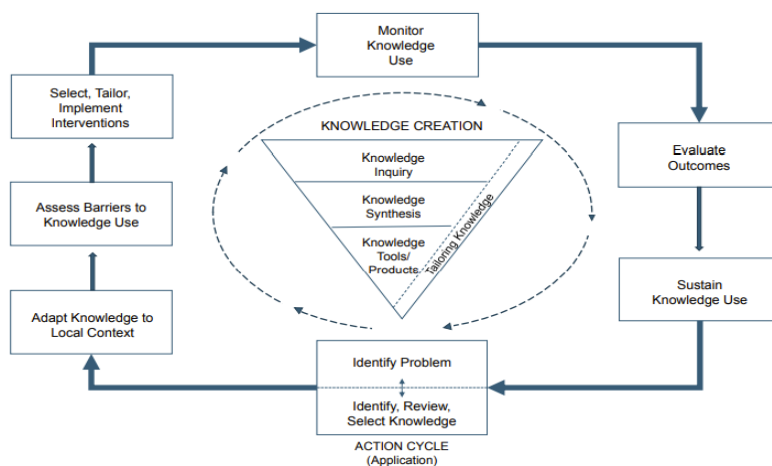 Monitor
Knowledge
Use
Select, Tailor,
Implement
Interventions
KNOWLEDGE CREATION
Knowledge
Inquiry
Evaluate
Outcomes
Assess Barriers to
Knowledge Use
Knowledge
Synthesis
Knowledge
Tools/
Products
Tailoring Knowledge
Adapt Knowledge to
Local Context
Sustain
Knowledge Use
Identify Problem
Identify, Review,
Select Knowledge
ACTION CYCLE
(Application)